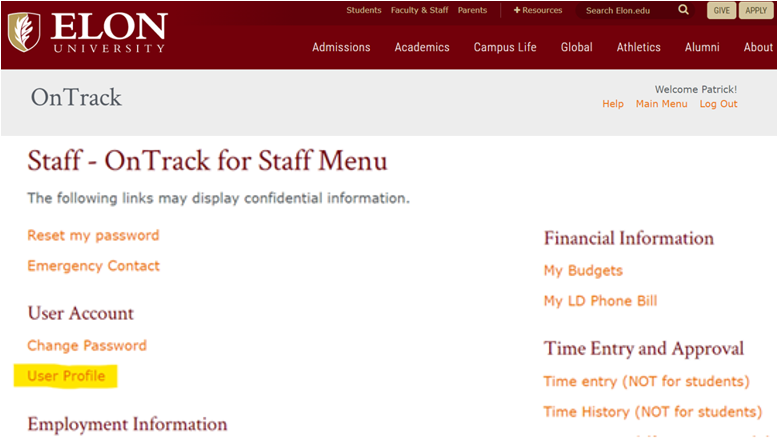 Students Faculty & Staff Parents + Resources Search Elon.edu GIVE APPLY
ELON
UNIVERSITY
Admissions Academics Campus Life Global Athletics Alumni About
OnTrack
Welcome Patrick!
Help Main Menu Log Out
Staff - OnTrack for Staff Menu
The following links may display confidential information.
Reset my password
Emergency Contact
User Account
Change Password
User Profile
Employment Information
Financial Information
My Budgets
My LD Phone Bill
Time Entry and Approval
Time entry (NOT for students)
Time History (NOT for students)